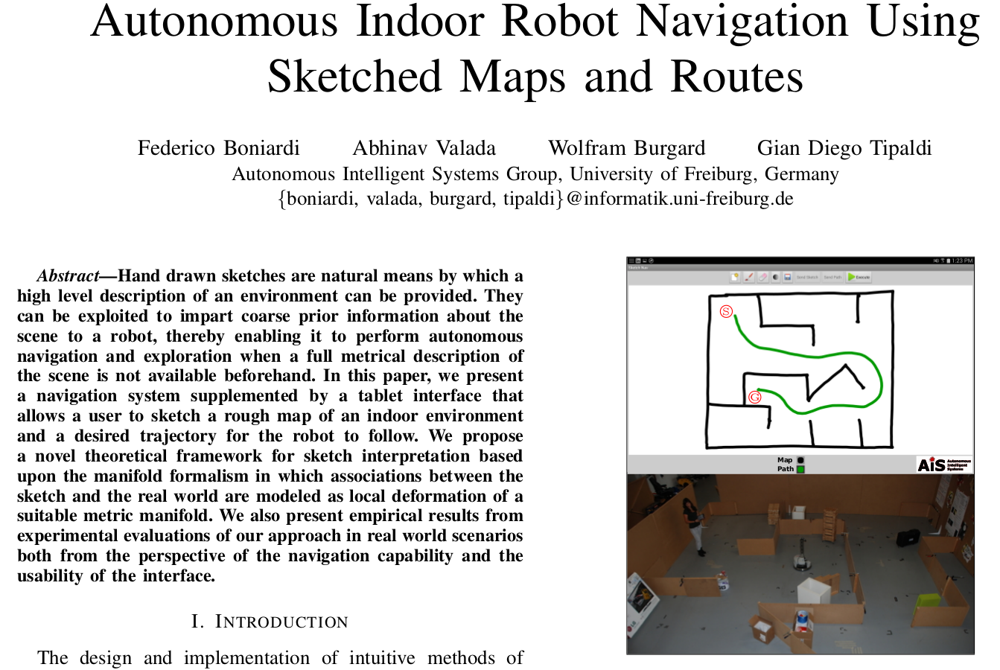 Autonomous Indoor Robot Navigation Using
Sketched Maps and Routes
Federico Boniardi Abhinav Valada Wolfram Burgard Gian Diego Tipaldi
Autonomous Intelligent Systems Group, University of Freiburg, Germany
{boniardi, valada, burgard, tipaldi}@informatik.uni-freiburg.de
Abstract—Hand drawn sketches are natural means by which a
high level description of an environment can be provided. They
can be exploited to impart coarse prior information about the
scene to a robot, thereby enabling it to perform autonomous
navigation and exploration when a full metrical description of
the scene is not available beforehand. In this paper, we present
a navigation system supplemented by a tablet interface that
allows a user to sketch a rough map of an indoor environment
and a desired trajectory for the robot to follow. We propose
a novel theoretical framework for sketch interpretation based
upon the manifold formalism in which associations between the
sketch and the real world are modeled as local deformation of a
suitable metric manifold. We also present empirical results from
experimental evaluations of our approach in real world scenarios
both from the perspective of the navigation capability and the
usability of the interface.
I. INTRODUCTION
The design and implementation of intuitive methods of
1:23 PM
Sketch Nav
Send Sketch Send Path Execute
S
G
Map
Path
AiS Autonomous
Intelligent
Systems